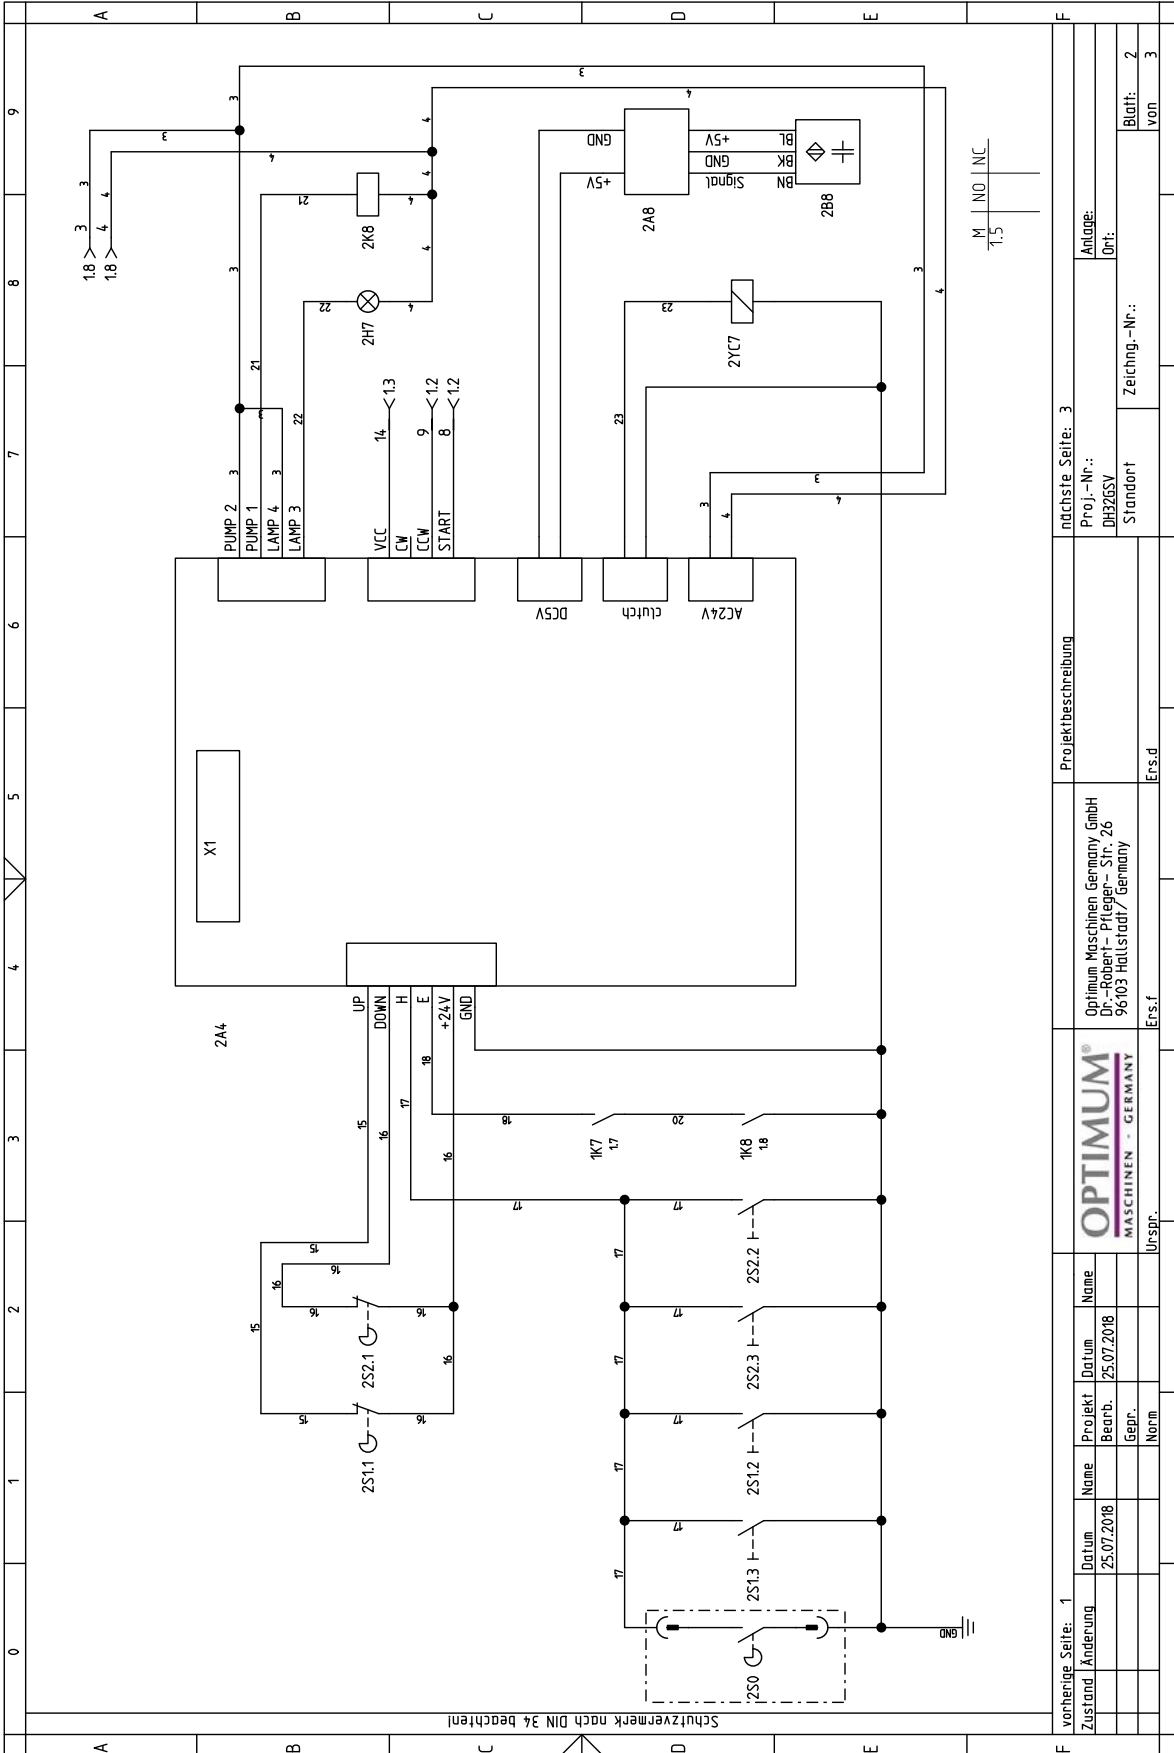 0 1 2 3 4 5 6 7 8 9
A
A
B
B
C
C
D
D
E
E
F
F
Schutzvermerk nach DIN 34 beachten!
1.8 3 3 3
1.8 4 4 4
3 3 3
PUMP 2 3
PUMP 1 21 21
LAMP 4 3 3
LAMP 3 22 22
2K8
4 4 4 4
2H7
4
VCC 14 1.3
CW
CCW 9 1.2
START 8 1.2
X1
2A4
UP
DOWN
H
E
+24V
GND
15 15 15 15
16 16 16 16
2S1.1
2S2.1
16 16 16 16
17 17
18 18
DC5V
clutch
AC24V
+5V GND
2A8
Signal GND +5V
BN BK BL
2B8
23 23
2YC7
3 3 3 3
4 4 4 4
1K7
1.7
20
1K8
1.8
17 17 17 17
17 17 17 17
2S0
2S1.3
2S1.2
2S2.3
2S2.2
GND
M NO NC
1.5
vorherige Seite: 1
nächste Seite: 3
Zustand Änderung Datum Name Projekt Datum Name
25.07.2018 Bearb. 25.07.2018
Gepr.
Norm
Urspr. Ers.f Ers.d
OPTIMUM®
MASCHINEN - GERMANY
Optimum Maschinen Germany GmbH
Dr.-Robert- Pfleger- Str. 26
96103 Hallstadt/ Germany
Projektbeschreibung
Proj.-Nr.:
DH32GSV
Standort
Zeichng.-Nr.:
Anlage:
Ort:
Blatt: 2
von 3